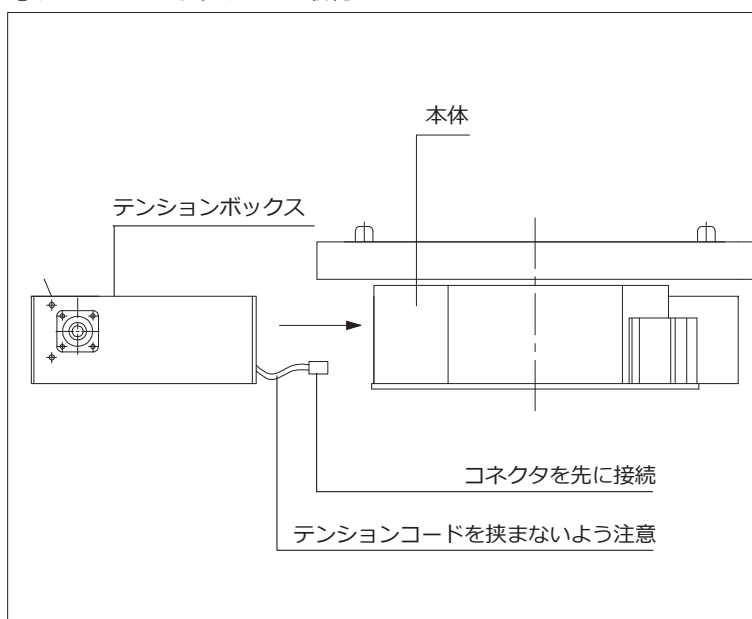 本体
テンションボックス
コネクタを先に接続
テンションコードを挟まないよう注意